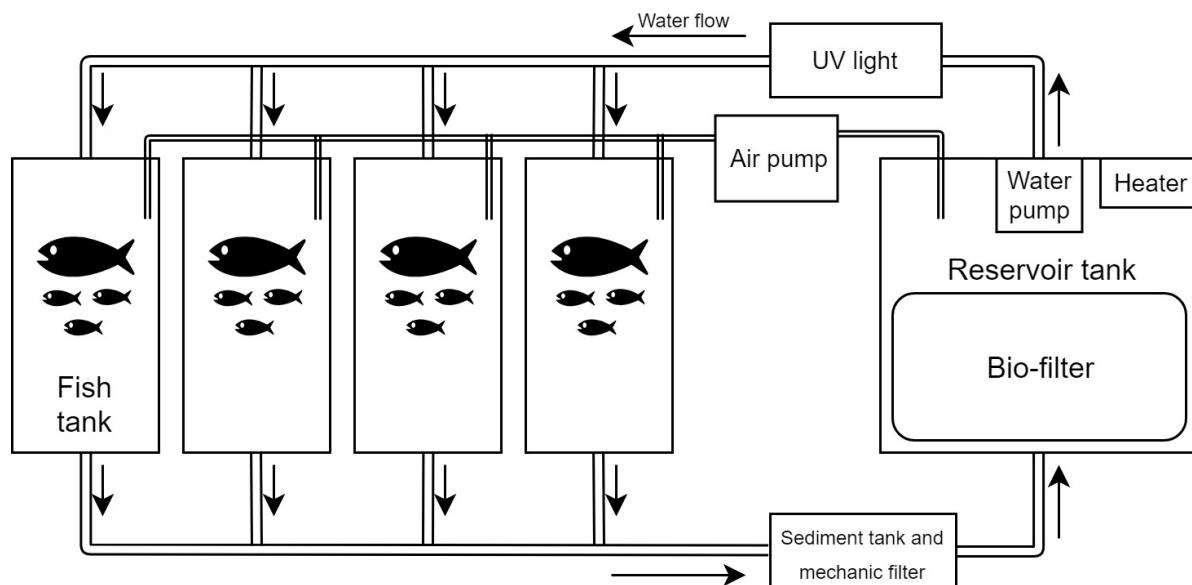 Water flow
UV light
Air pump
Water
pump
Heater
Reservoir tank
Bio-filter
Fish
tank
Sediment tank and
mechanic filter